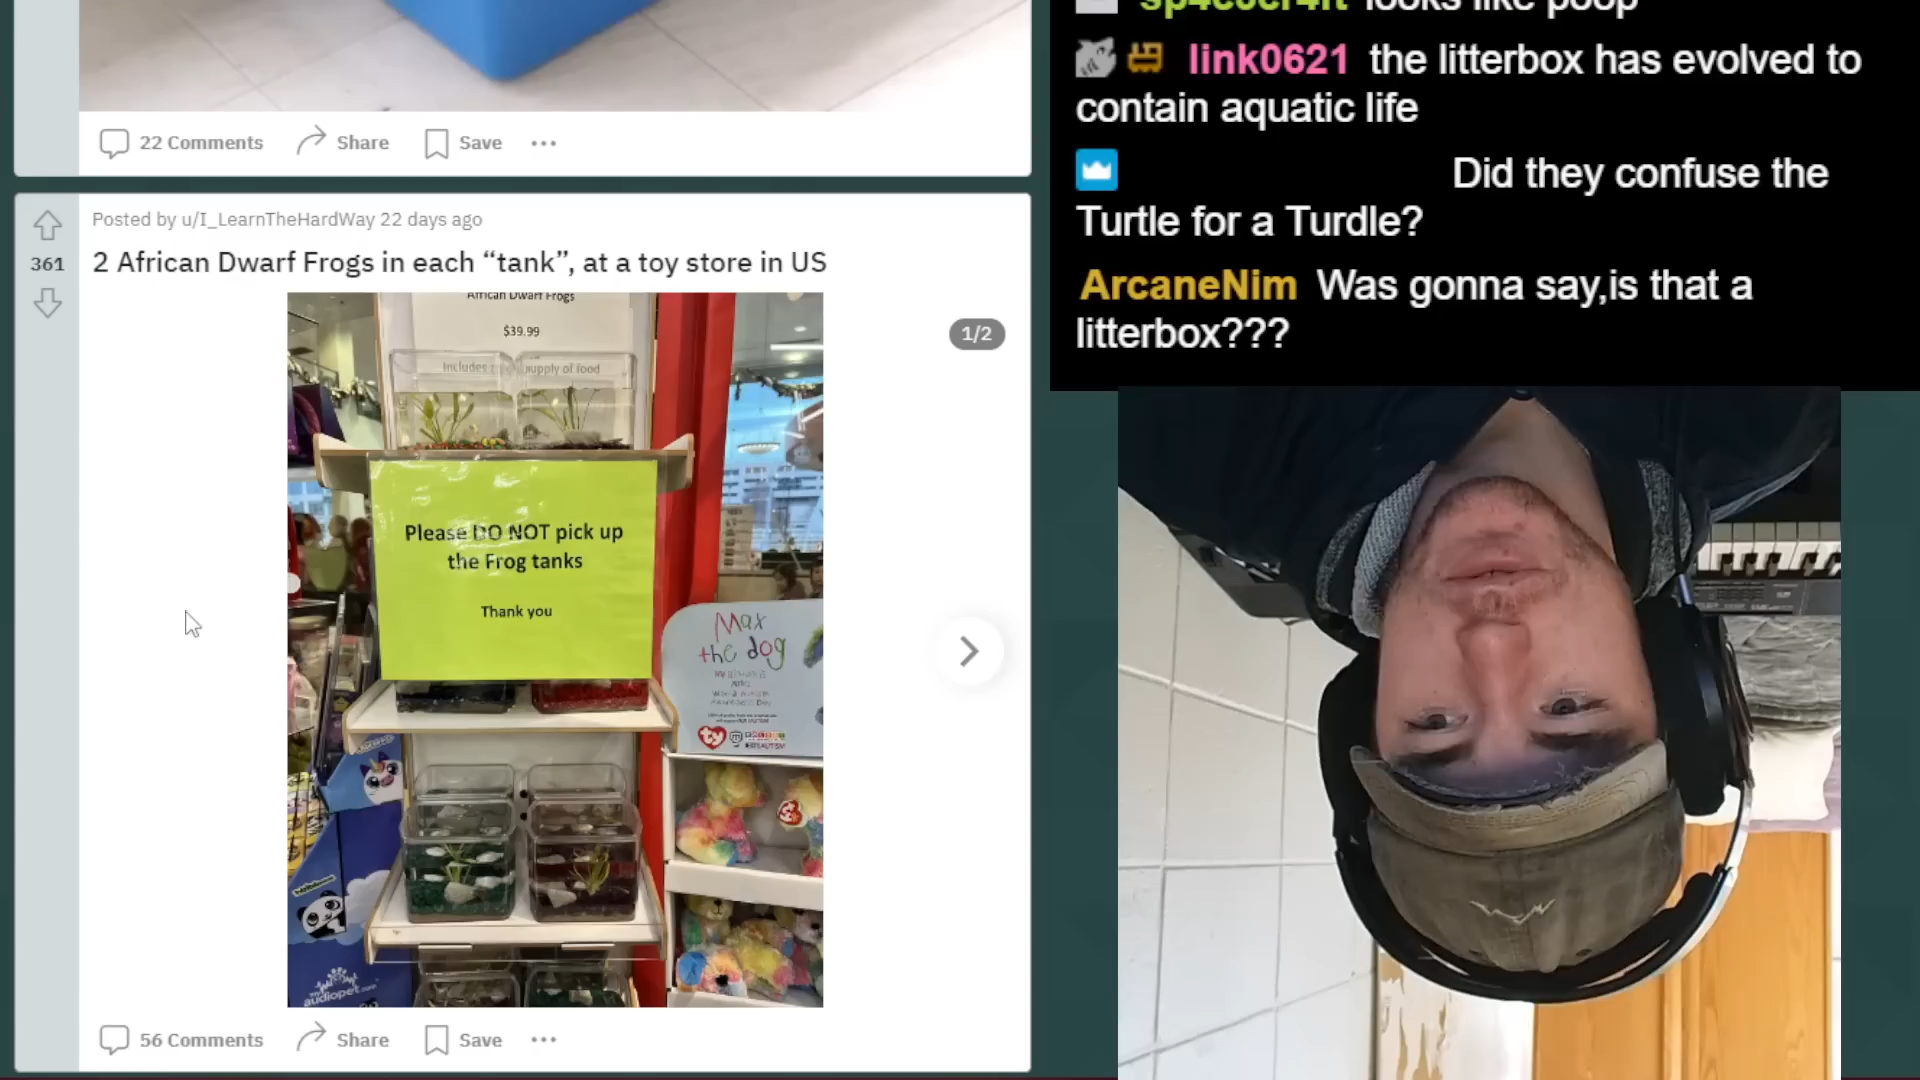 22 Comments
Share
Save
Posted by u/I_LearnTheHardWay 22 days ago
361
2 African Dwarf Frogs in each “tank”, at a toy store in US
1/2
African Dwarf Frogs
$39.99
Includes
supply of food
Please DO NOT pick up
the Frog tanks
Thank you
Max
the dog
ty
audiopet
56 Comments
Share
Save
sp4c3cr4ft looks like poop
link0621 the litterbox has evolved to
contain aquatic life
Did they confuse the
Turtle for a Turdle?
ArcaneNim Was gonna say,is that a
litterbox???